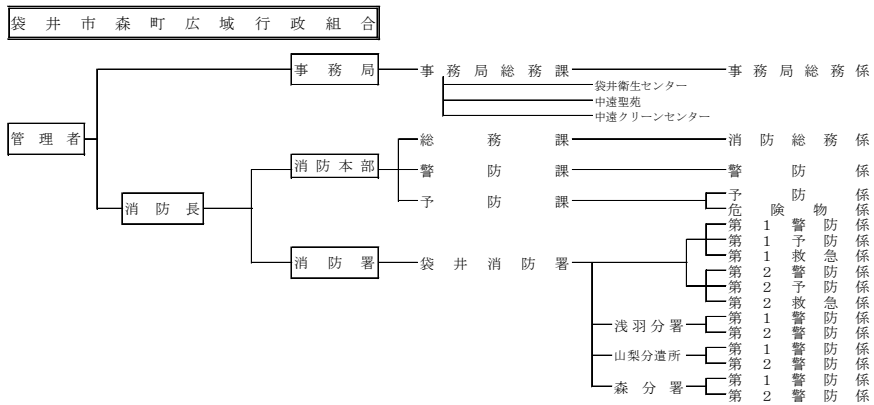 袋井市森町広域行政組合
事務局 事務局総務課 事務局総務係
袋井衛生センター
中遠聖苑
中遠クリーンセンター
管理者 総務課 消防総務係
消防本部 警防課 警防係
予防課 予防係
消防長 危険物係
第1警防係
第1予防係
第1救急係
消防署 袋井消防署 第2警防係
第2予防係
第2救急係
浅羽分署 第1警防係
第2警防係
山梨分遣所 第1警防係
第2警防係
森分署 第1警防係
第2警防係